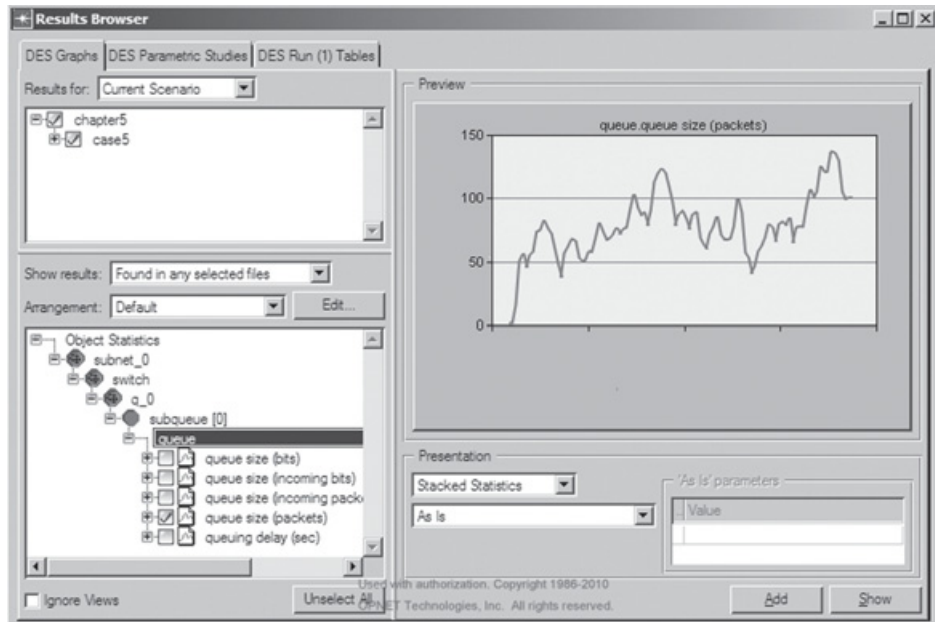 Results Browser
DES Graphs
DES Parametric Studies
DES Run (1) Tables
Results for:
Current Scenario
chapter5
case5
Show results:
Found in any selected files
Arrangement:
Default
Edit...
Object Statistics
subnet_0
switch
q_0
subqueue [0]
queue
queue size (bits)
queue size (incoming bits)
queue size (incoming pack
queue size (packets)
queuing delay (sec)
Ignore Views
Unselect All
Preview
queue.queue size (packets)
150
100
50
0
Presentation
Stacked Statistics
As Is
'As Is' parameters
Value
Used with authorization. Copyright 1986-2010
OPNET Technologies, Inc. All rights reserved.
Add
Show